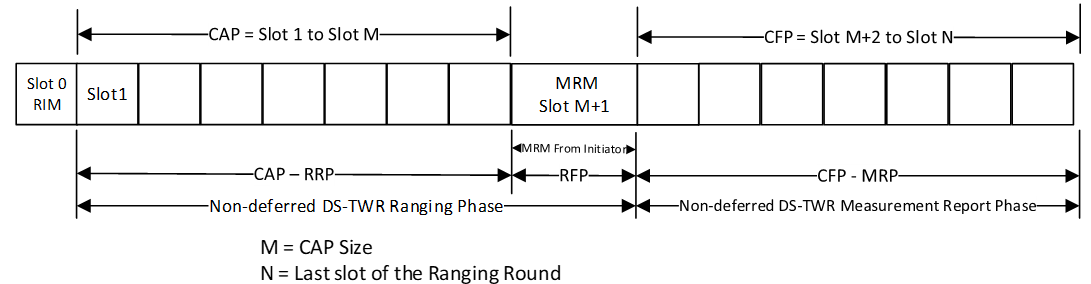 CAP = Slot 1 to Slot M
CFP = Slot M+2 to Slot N
Slot 0
RIM
Slot1
MRM
Slot M+1
MRM From Initiator
CAP – RRP
RFP
CFP - MRP
Non-deferred DS-TWR Ranging Phase
Non-deferred DS-TWR Measurement Report Phase
M = CAP Size
N = Last slot of the Ranging Round